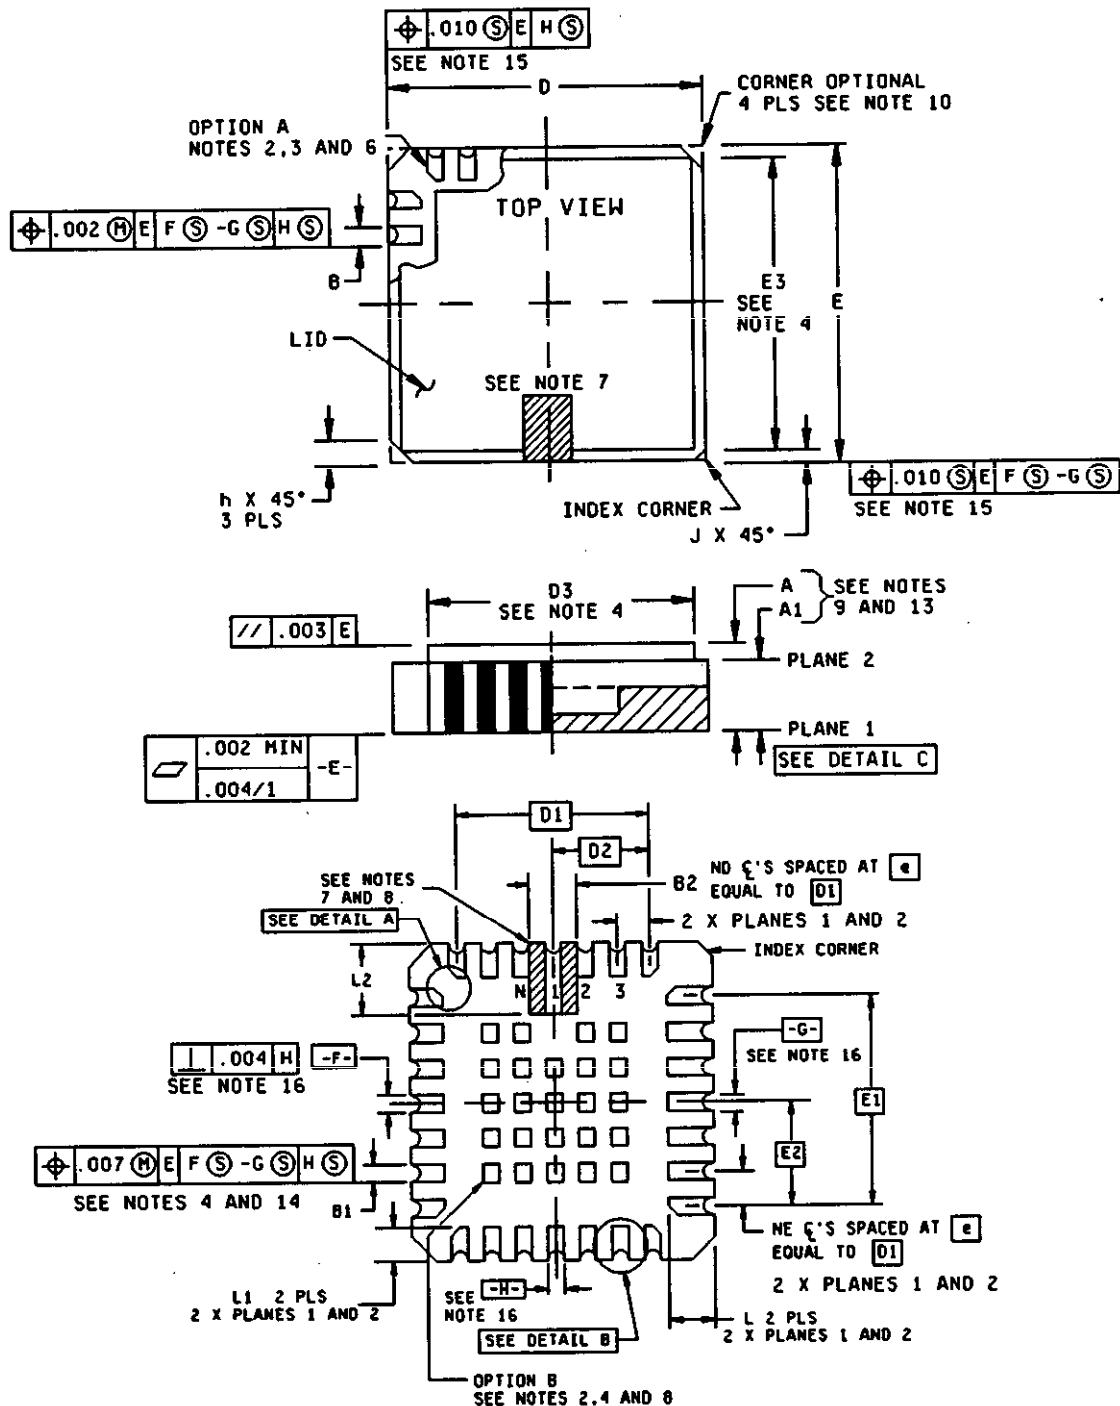 ⌖ .010 Ⓢ E H Ⓢ
SEE NOTE 15
D
CORNER OPTIONAL
4 PLS SEE NOTE 10
OPTION A
NOTES 2,3 AND 6
⌖ .002 Ⓜ E F Ⓢ -G Ⓢ H Ⓢ
B
TOP VIEW
E3
SEE
NOTE 4
E
LID
SEE NOTE 7
h X 45°
3 PLS
INDEX CORNER
J X 45°
⌖ .010 Ⓢ E F Ⓢ -G Ⓢ
SEE NOTE 15
D3
SEE NOTE 4
A
A1
SEE NOTES
9 AND 13
// .003 E
PLANE 2
PLANE 1
SEE DETAIL C
⏥ .002 MIN
.004/1
-E-
D1
D2
B2
ND ℄'S SPACED AT e
EQUAL TO D1
2 X PLANES 1 AND 2
SEE NOTES
7 AND 8
SEE DETAIL A
INDEX CORNER
L2
N 1 2 3
⊥ .004 H
-F-
SEE NOTE 16
-G-
SEE NOTE 16
E1
E2
⌖ .007 Ⓜ E F Ⓢ -G Ⓢ H Ⓢ
SEE NOTES 4 AND 14
B1
NE ℄'S SPACED AT e
EQUAL TO D1
2 X PLANES 1 AND 2
L1 2 PLS
2 X PLANES 1 AND 2
SEE -H-
NOTE 16
SEE DETAIL B
L 2 PLS
2 X PLANES 1 AND 2
OPTION B
SEE NOTES 2,4 AND 8